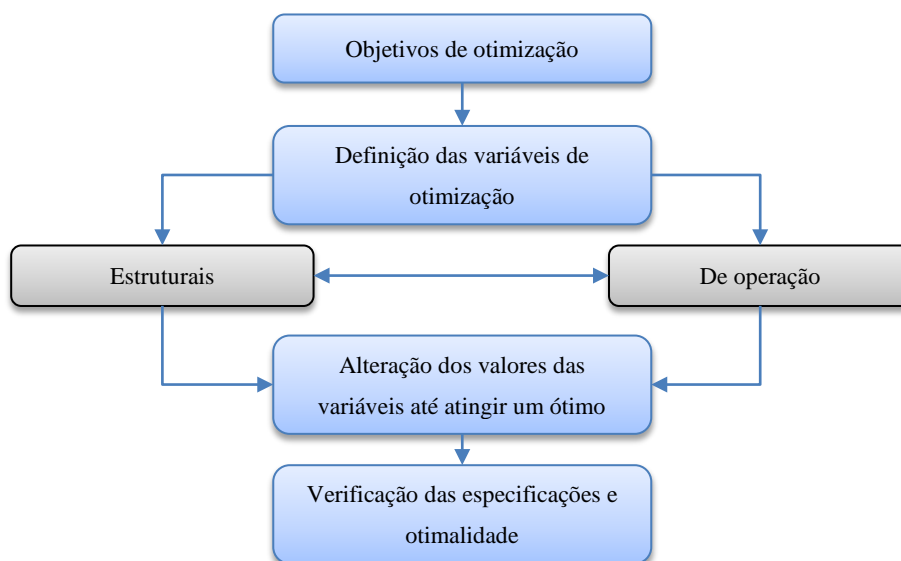 Objetivos de otimização
Definição das variáveis de
otimização
Estruturais
De operação
Alteração dos valores das
variáveis até atingir um ótimo
Verificação das especificações e
otimalidade